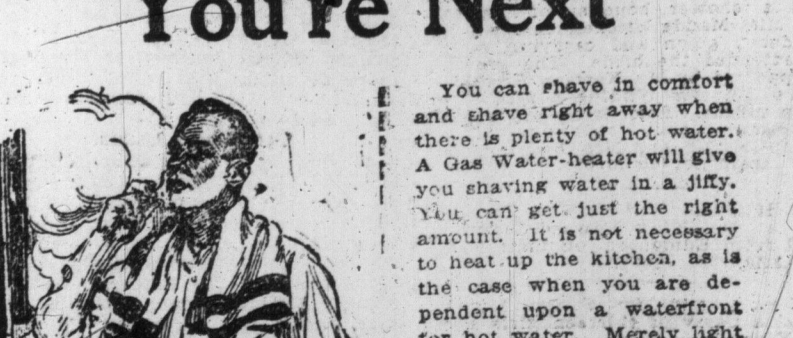 You're Next
You can shave in comfort
and shave right away when
there is plenty of hot water.
A Gas Water-heater will give
you shaving water in a jiffy.
You can get just the right
amount. It is not necessary
to heat up the kitchen, as is
the case when you are de-
pendent upon a waterfront
for hot water. Merely light